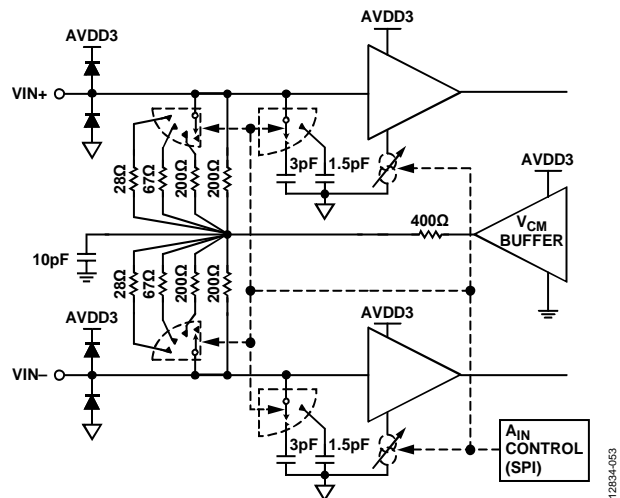 AVDD3
AVDD3
VIN+
28Ω
67Ω
200Ω
200Ω
3pF
1.5pF
AVDD3
400Ω
VCM
BUFFER
10pF
28Ω
67Ω
200Ω
200Ω
AVDD3
AVDD3
VIN–
3pF
1.5pF
AIN
CONTROL
(SPI)
12834-053